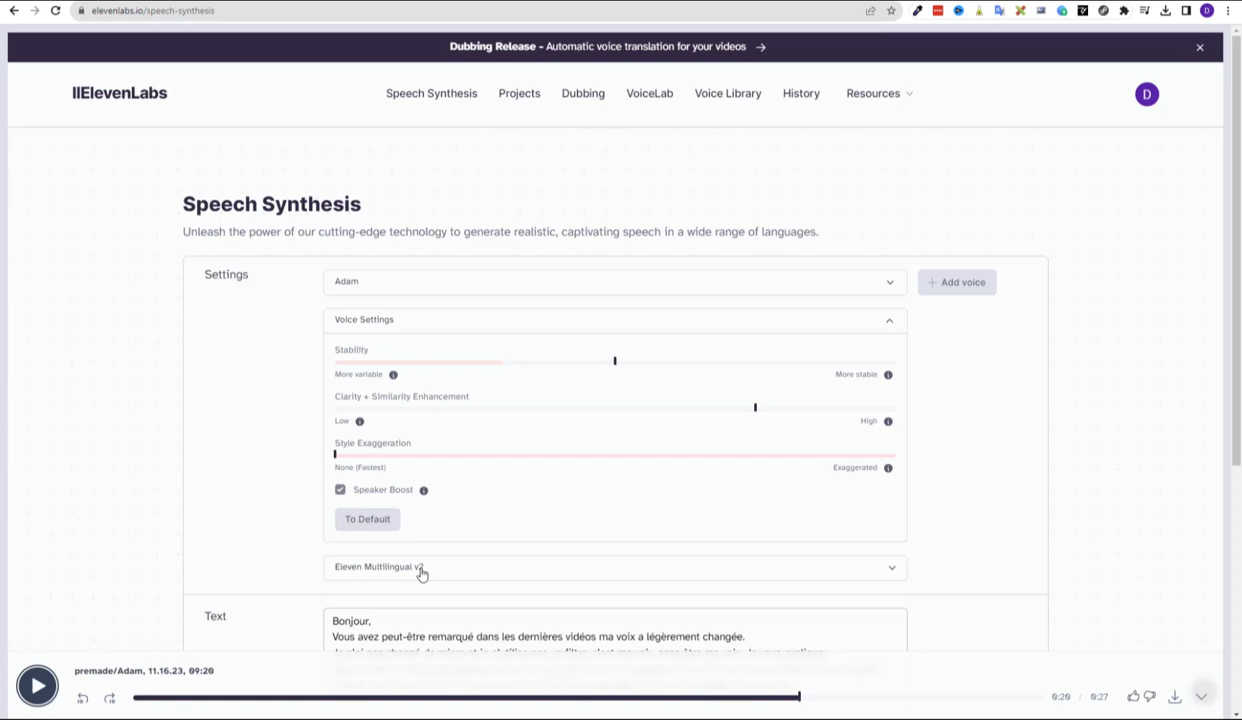 elevenlabs.io/speech-synthesis
Dubbing Release - Automatic voice translation for your videos →
IIElevenLabs
Speech Synthesis
Projects
Dubbing
VoiceLab
Voice Library
History
Resources
D
Speech Synthesis
Unleash the power of our cutting-edge technology to generate realistic, captivating speech in a wide range of languages.
Settings
Adam
+ Add voice
Voice Settings
Stability
More variable
More stable
Clarity + Similarity Enhancement
Low
High
Style Exaggeration
None (Fastest)
Exaggerated
Speaker Boost
To Default
Eleven Multilingual v2
Text
Bonjour,
Vous avez peut-être remarqué dans les dernières vidéos ma voix a légèrement changée.
premade/Adam, 11.16.23, 09:20
0:20 / 0:27